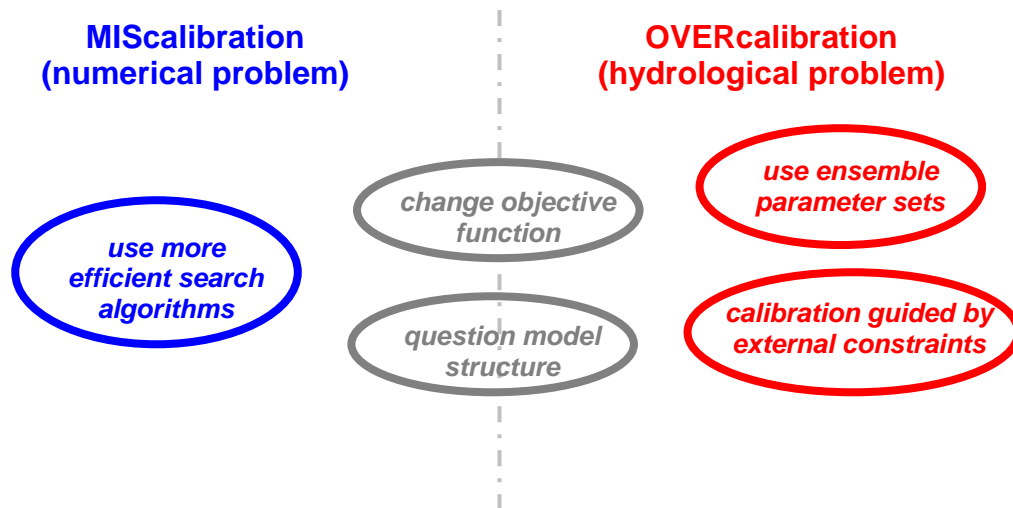 MIScalibration
(numerical problem)
OVERcalibration
(hydrological problem)
use more
efficient search
algorithms
change objective
function
question model
structure
use ensemble
parameter sets
calibration guided by
external constraints